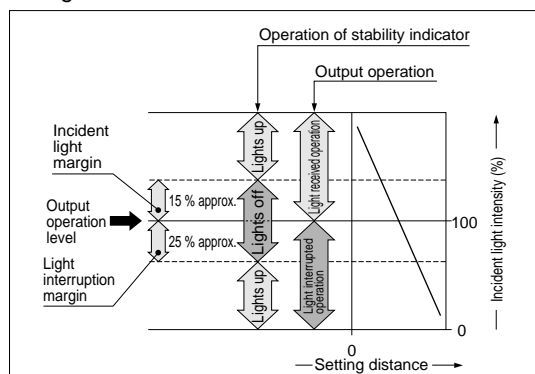 Operation of stability indicator
Output operation
Incident
light
margin
Output
operation
level
Light
interruption
margin
15 % approx.
25 % approx.
Lights up
Lights off
Lights up
Light received operation
Light interrupted
operation
100
0
Incident light intensity (%)
0
Setting distance